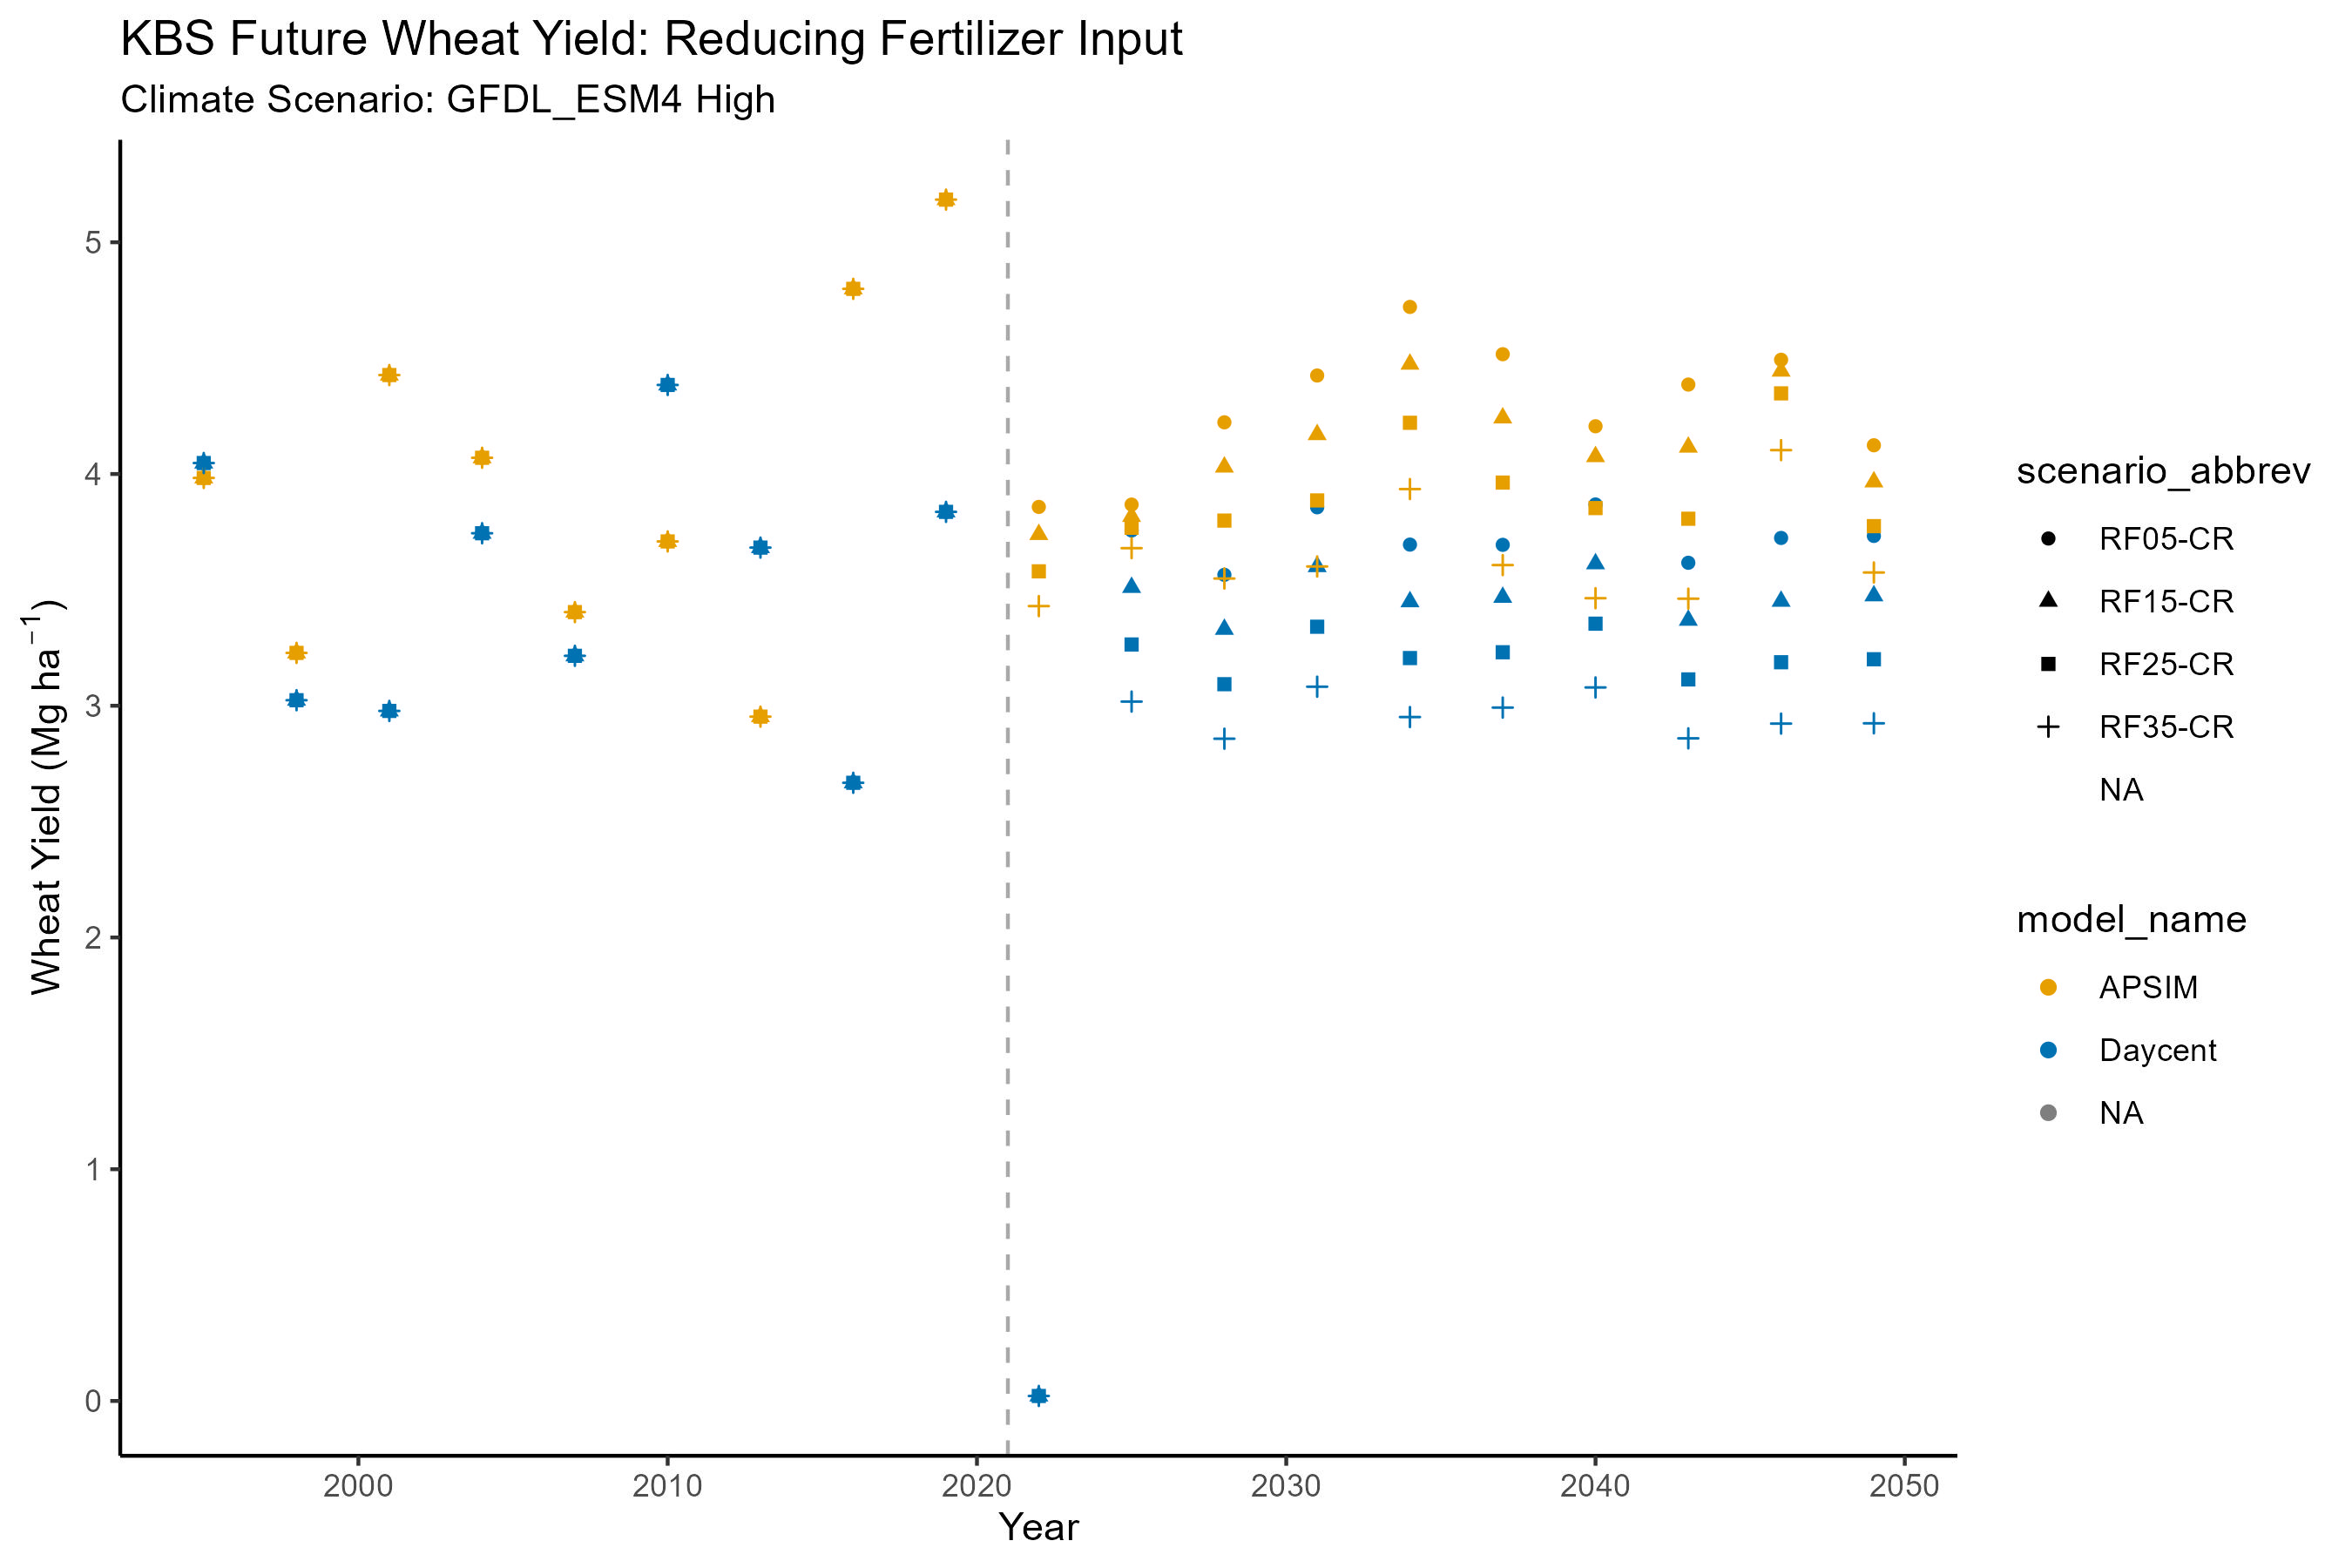 KBS Future Wheat Yield: Reducing Fertilizer Input
Climate Scenario: GFDL_ESM4 High
Wheat Yield (Mg ha⁻¹)
5
4
3
2
1
0
2000 2010 2020 2030 2040 2050
Year
scenario_abbrev
RF05-CR
RF15-CR
RF25-CR
RF35-CR
NA
model_name
APSIM
Daycent
NA